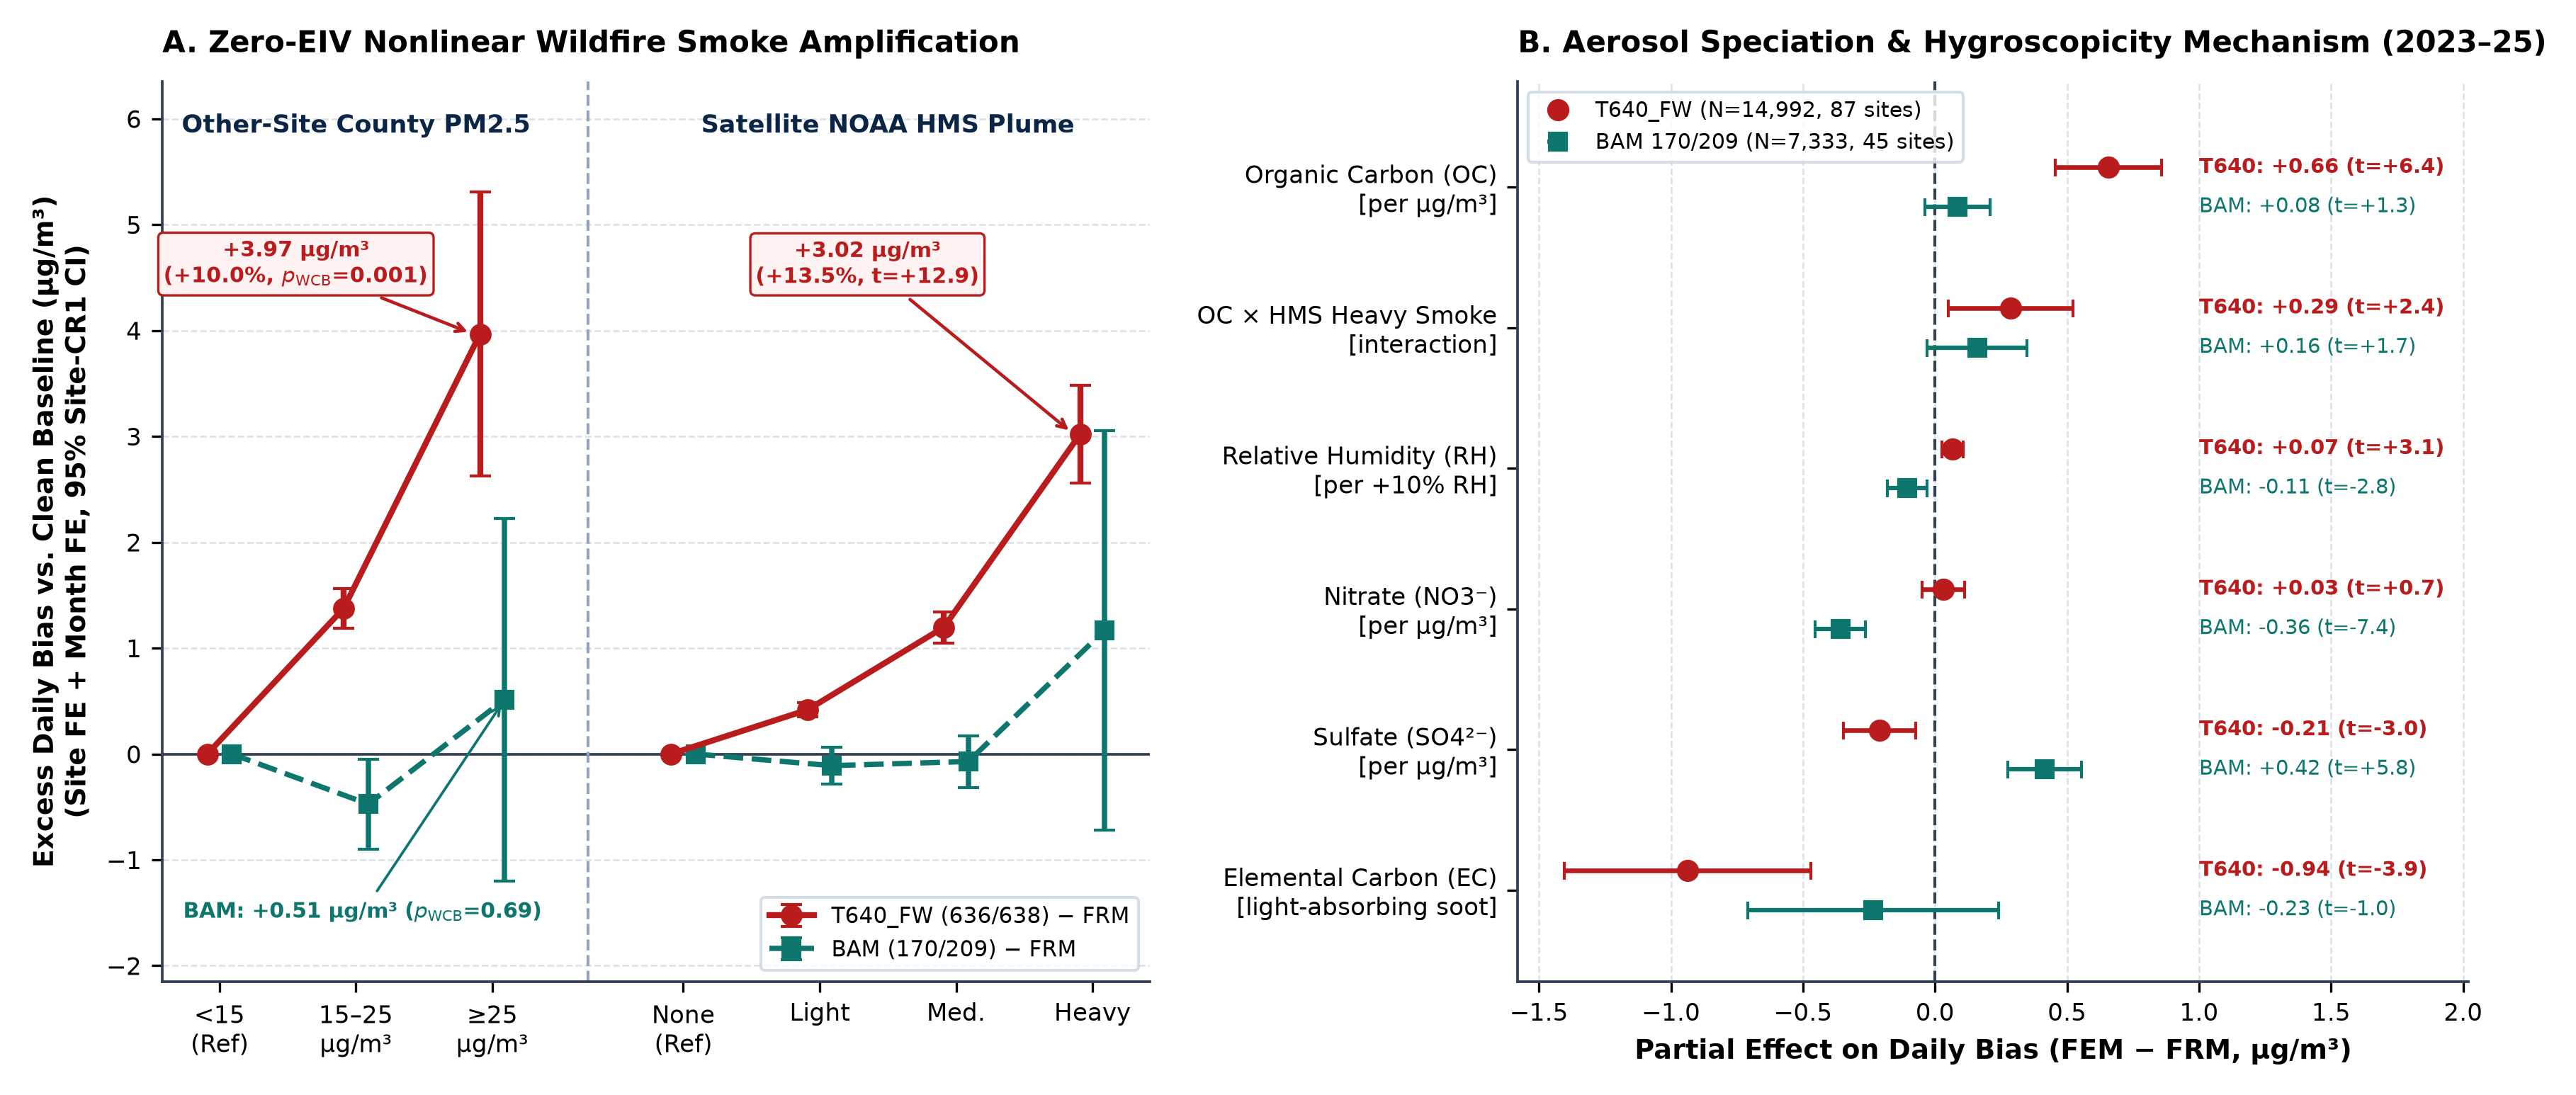 A. Zero-EIV Nonlinear Wildfire Smoke Amplification
Excess Daily Bias vs. Clean Baseline (µg/m³)
(Site FE + Month FE, 95% Site-CR1 CI)
6
5
4
3
2
1
0
−1
−2
Other-Site County PM2.5
Satellite NOAA HMS Plume
+3.97 µg/m³
(+10.0%, pWCB=0.001)
+3.02 µg/m³
(+13.5%, t=+12.9)
BAM: +0.51 µg/m³ (pWCB=0.69)
T640_FW (636/638) − FRM
BAM (170/209) − FRM
<15
(Ref)
15–25
µg/m³
≥25
µg/m³
None
(Ref)
Light
Med.
Heavy
B. Aerosol Speciation & Hygroscopicity Mechanism (2023–25)
T640_FW (N=14,992, 87 sites)
BAM 170/209 (N=7,333, 45 sites)
Organic Carbon (OC)
[per µg/m³]
T640: +0.66 (t=+6.4)
BAM: +0.08 (t=+1.3)
OC × HMS Heavy Smoke
[interaction]
T640: +0.29 (t=+2.4)
BAM: +0.16 (t=+1.7)
Relative Humidity (RH)
[per +10% RH]
T640: +0.07 (t=+3.1)
BAM: -0.11 (t=-2.8)
Nitrate (NO3⁻)
[per µg/m³]
T640: +0.03 (t=+0.7)
BAM: -0.36 (t=-7.4)
Sulfate (SO4²⁻)
[per µg/m³]
T640: -0.21 (t=-3.0)
BAM: +0.42 (t=+5.8)
Elemental Carbon (EC)
[light-absorbing soot]
T640: -0.94 (t=-3.9)
BAM: -0.23 (t=-1.0)
−1.5
−1.0
−0.5
0.0
0.5
1.0
1.5
2.0
Partial Effect on Daily Bias (FEM − FRM, µg/m³)